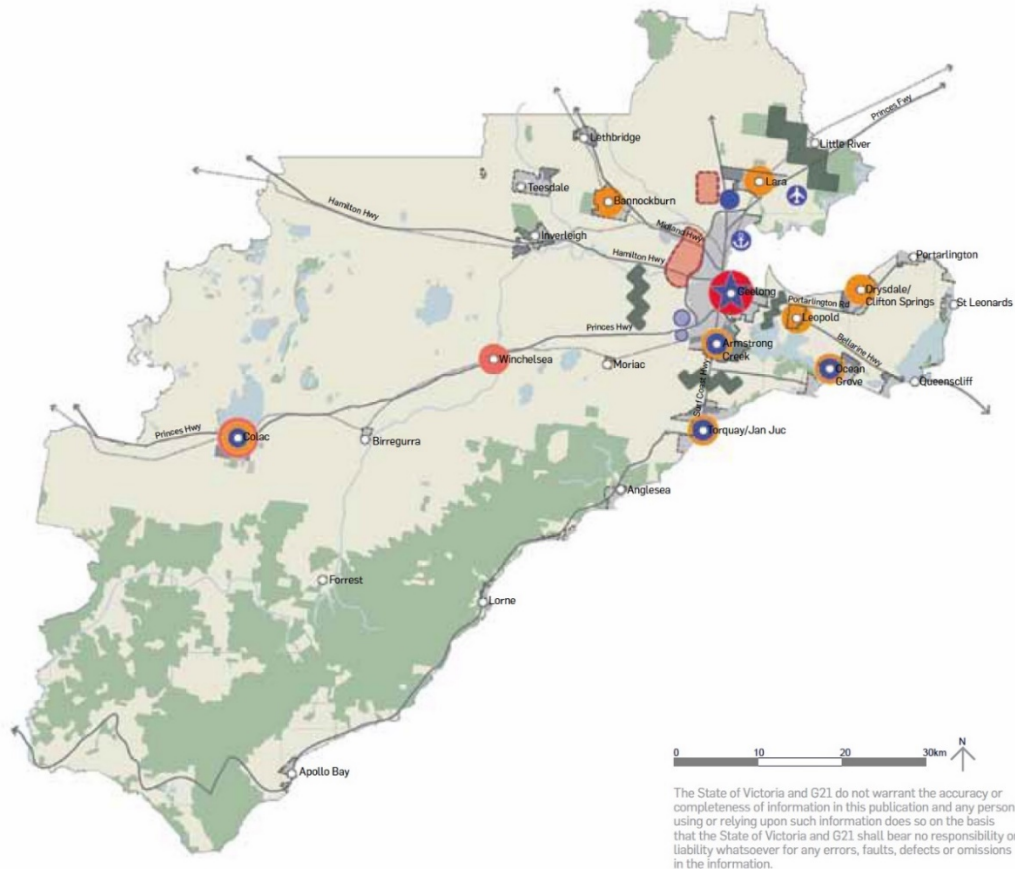 Princes Fwy
Lethbridge
Little River
Teesdale
Lara
Bannockburn
Hamilton Hwy
Midland Hwy
Inverleigh
Hamilton Hwy
Portarlington
Geelong
Drysdale/
Clifton Springs
Portarlington Rd
St Leonards
Leopold
Princes Hwy
Armstrong
Creek
Bellarine Hwy
Winchelsea
Moriac
Ocean
Grove
Queenscliff
Surf Coast Hwy
Princes Hwy
Colac
Birregurra
Torquay/Jan Juc
Anglesea
Forrest
Lorne
Apollo Bay
0 10 20 30km
N
The State of Victoria and G21 do not warrant the accuracy or
completeness of information in this publication and any person
using or relying upon such information does so on the basis
that the State of Victoria and G21 shall bear no responsibility or
liability whatsoever for any errors, faults, defects or omissions
in the information.